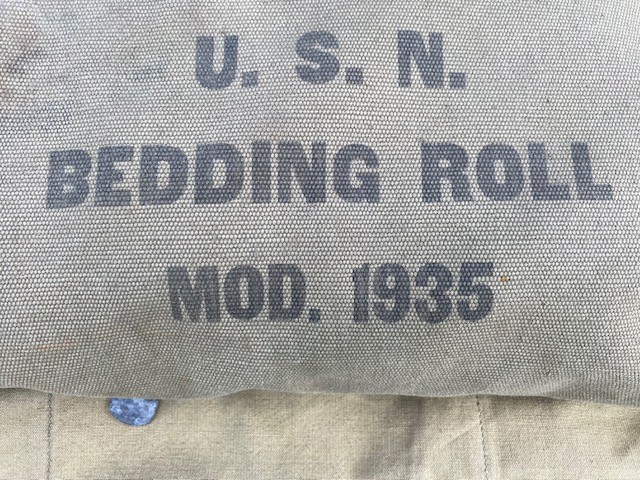 U. S. N.
BEDDING ROLL
MOD. 1935